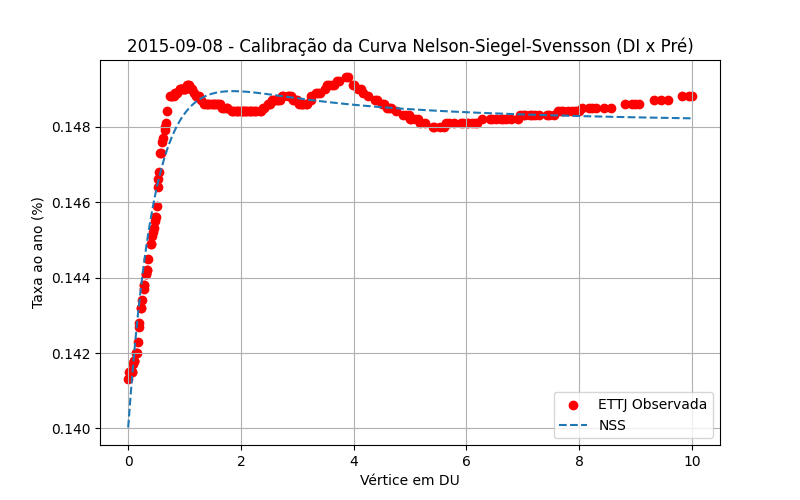 2015-09-08 - Calibração da Curva Nelson-Siegel-Svensson (DI x Pré)
Taxa ao ano (%)
0.148
0.146
0.144
0.142
0.140
ETTJ Observada
NSS
0 2 4 6 8 10
Vértice em DU